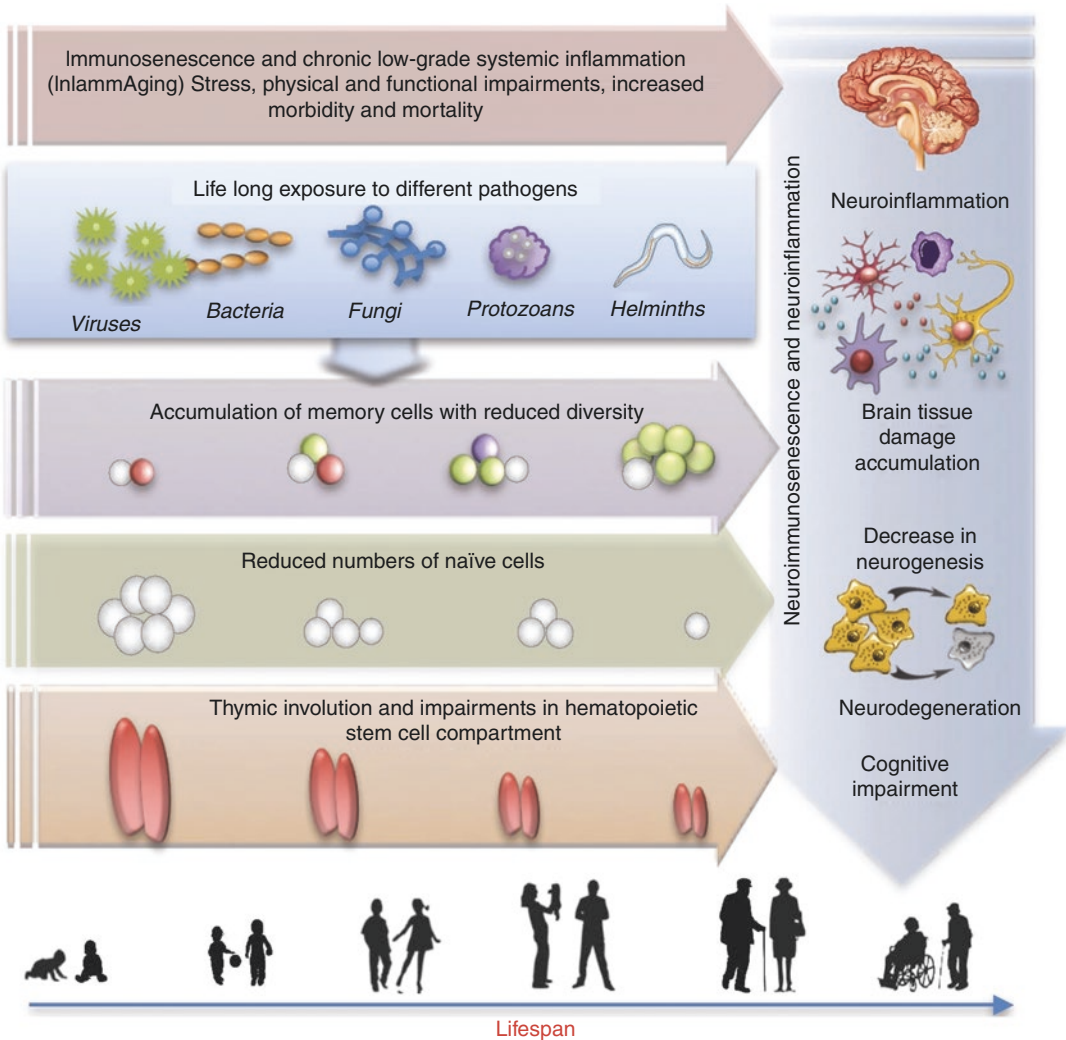 Immunosenescence and chronic low-grade systemic inflammation
(InlammAging) Stress, physical and functional impairments, increased
morbidity and mortality
Life long exposure to different pathogens
Viruses
Bacteria
Fungi
Protozoans
Helminths
Accumulation of memory cells with reduced diversity
Reduced numbers of naïve cells
Thymic involution and impairments in hematopoietic
stem cell compartment
Neuroimmunosenescence and neuroinflammation
Neuroinflammation
Brain tissue
damage
accumulation
Decrease in
neurogenesis
Neurodegeneration
Cognitive
impairment
Lifespan